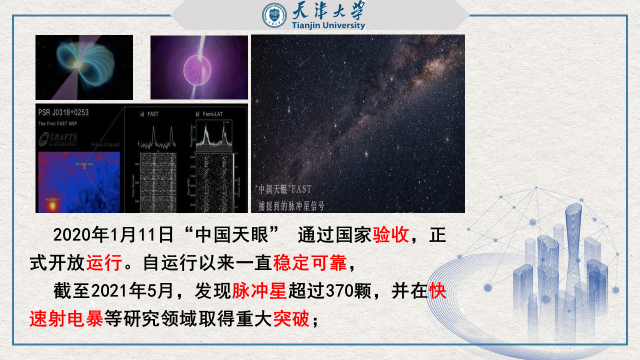 天津大学
Tianjin University
PSR J0318+0253
The First FAST MSP
CRAFTS
a) FAST
b) Fermi-LAT
“中国天眼”FAST
捕捉到的脉冲星信号
2020年1月11日“中国天眼” 通过国家验收，正
式开放运行。自运行以来一直稳定可靠，
截至2021年5月，发现脉冲星超过370颗，并在快
速射电暴等研究领域取得重大突破；